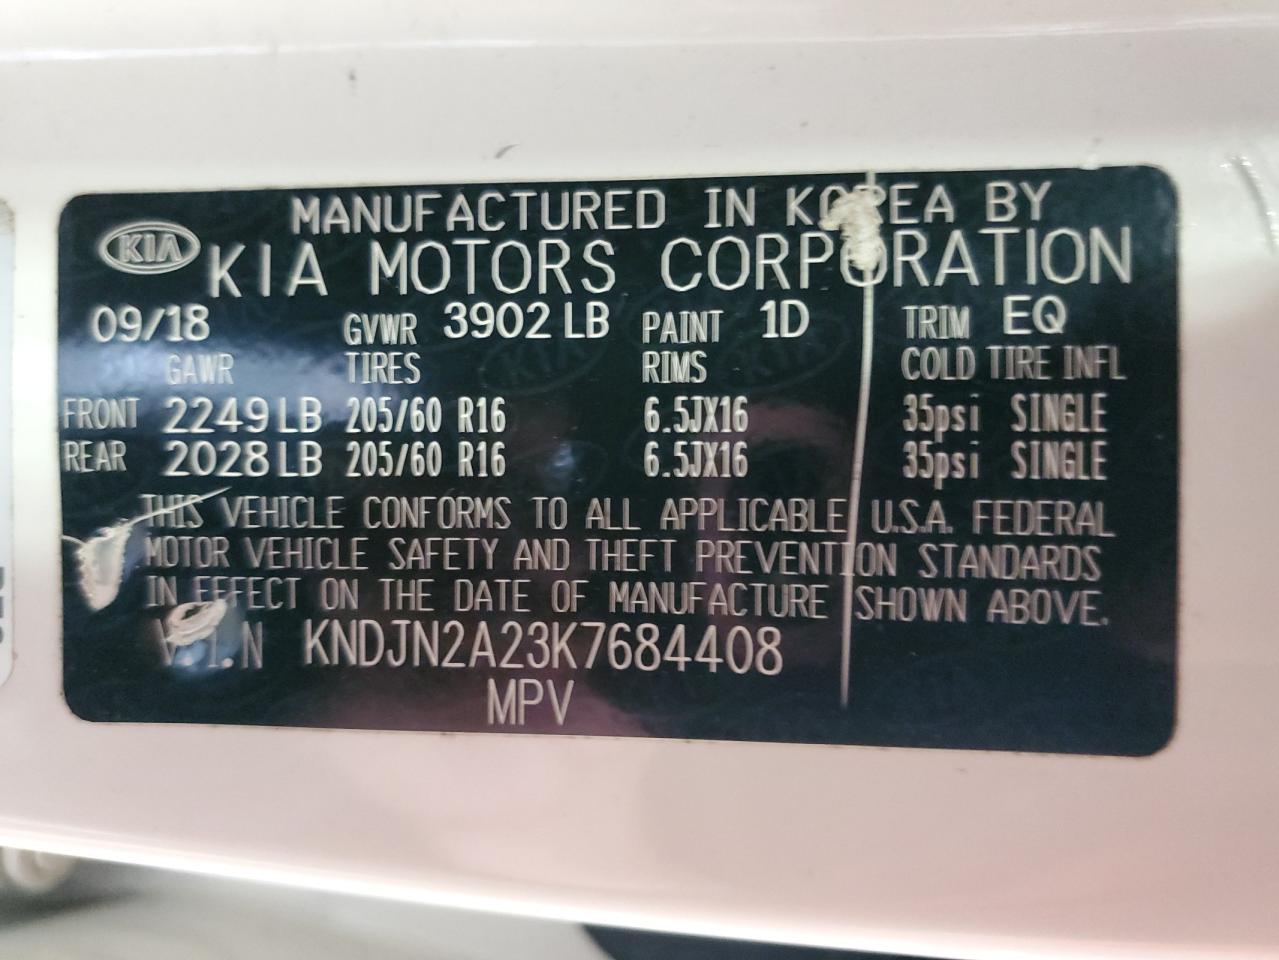 MANUFACTURED IN KOREA BY
KIA KIA MOTORS CORPORATION
09/18 GVWR 3902 LB PAINT 1D TRIM EQ
GAWR TIRES RIMS COLD TIRE INFL
FRONT 2249 LB 205/60 R16 6.5JX16 35psi SINGLE
REAR 2028 LB 205/60 R16 6.5JX16 35psi SINGLE
THIS VEHICLE CONFORMS TO ALL APPLICABLE U.S.A. FEDERAL
MOTOR VEHICLE SAFETY AND THEFT PREVENTION STANDARDS
IN EFFECT ON THE DATE OF MANUFACTURE SHOWN ABOVE.
V.I.N KNDJN2A23K7684408
MPV